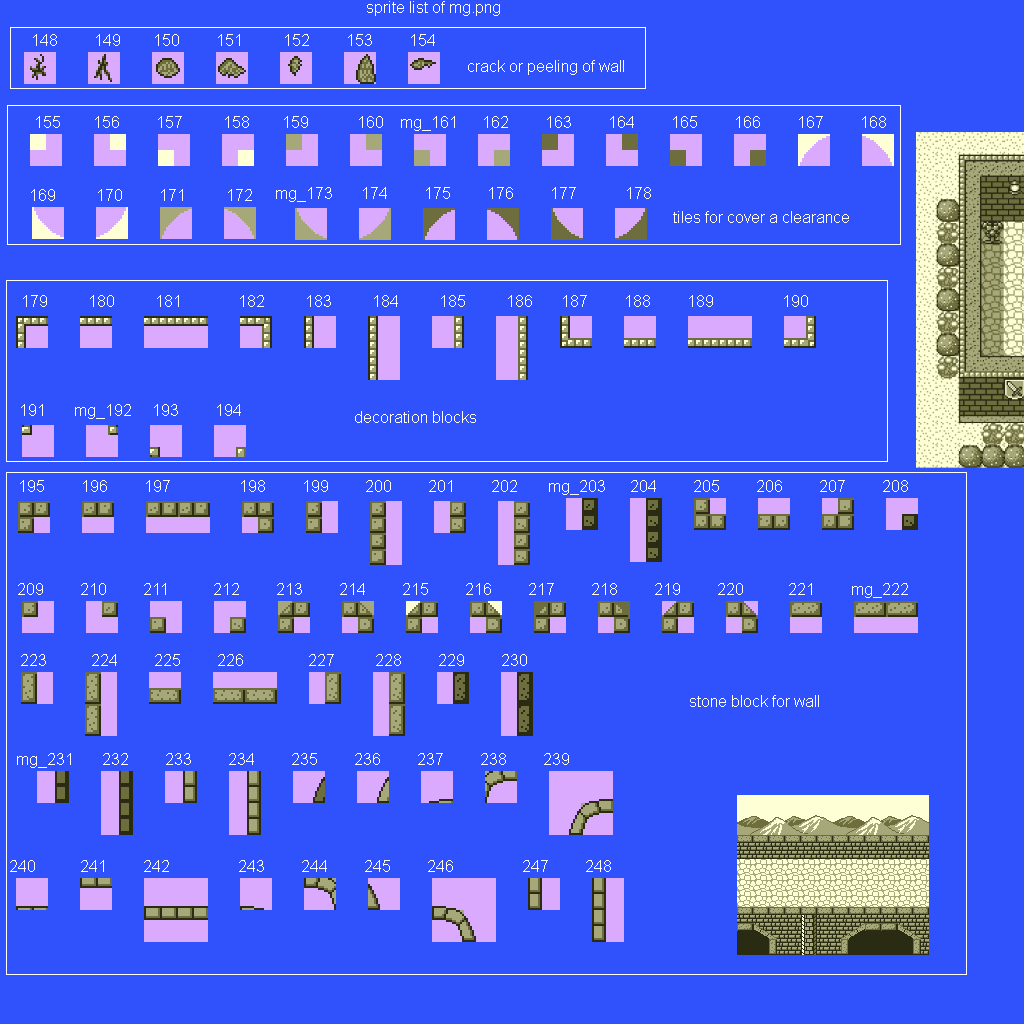 sprite list of mg.png
148 149 150 151 152 153 154
crack or peeling of wall
155 156 157 158 159 160 mg_161 162 163 164 165 166 167 168
169 170 171 172 mg_173 174 175 176 177 178
tiles for cover a clearance
179 180 181 182 183 184 185 186 187 188 189 190
191 mg_192 193 194
decoration blocks
195 196 197 198 199 200 201 202 mg_203 204 205 206 207 208
209 210 211 212 213 214 215 216 217 218 219 220 221 mg_222
223 224 225 226 227 228 229 230
stone block for wall
mg_231 232 233 234 235 236 237 238 239
240 241 242 243 244 245 246 247 248